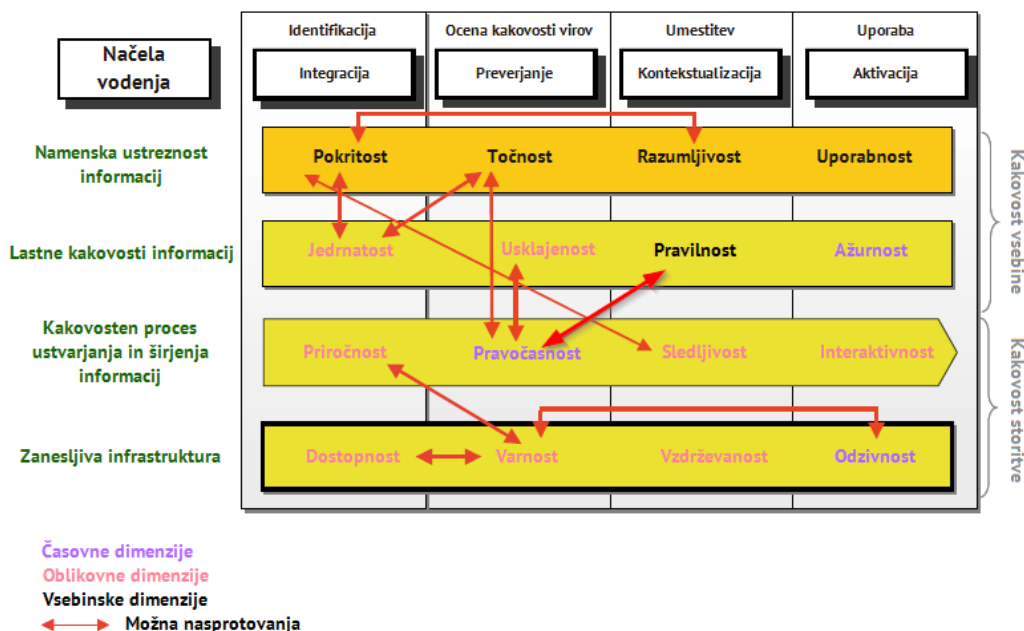 Načela
vodenja
Identifikacija
Ocena kakovosti virov
Umestitev
Uporaba
Integracija
Preverjanje
Kontekstualizacija
Aktivacija
Namenska ustreznost
informacij
Pokritost
Točnost
Razumljivost
Uporabnost
Lastne kakovosti informacij
Jedrnatost
Usklajenost
Pravilnost
Ažurnost
Kakovost vsebine
Kakovosten proces
ustvarjanja in širjenja
informacij
Priročnost
Pravočasnost
Sledljivost
Interaktivnost
Zanesljiva infrastruktura
Dostopnost
Varnost
Vzdrževanost
Odzivnost
Kakovost storitve
Časovne dimenzije
Oblikovne dimenzije
Vsebinske dimenzije
Možna nasprotovanja